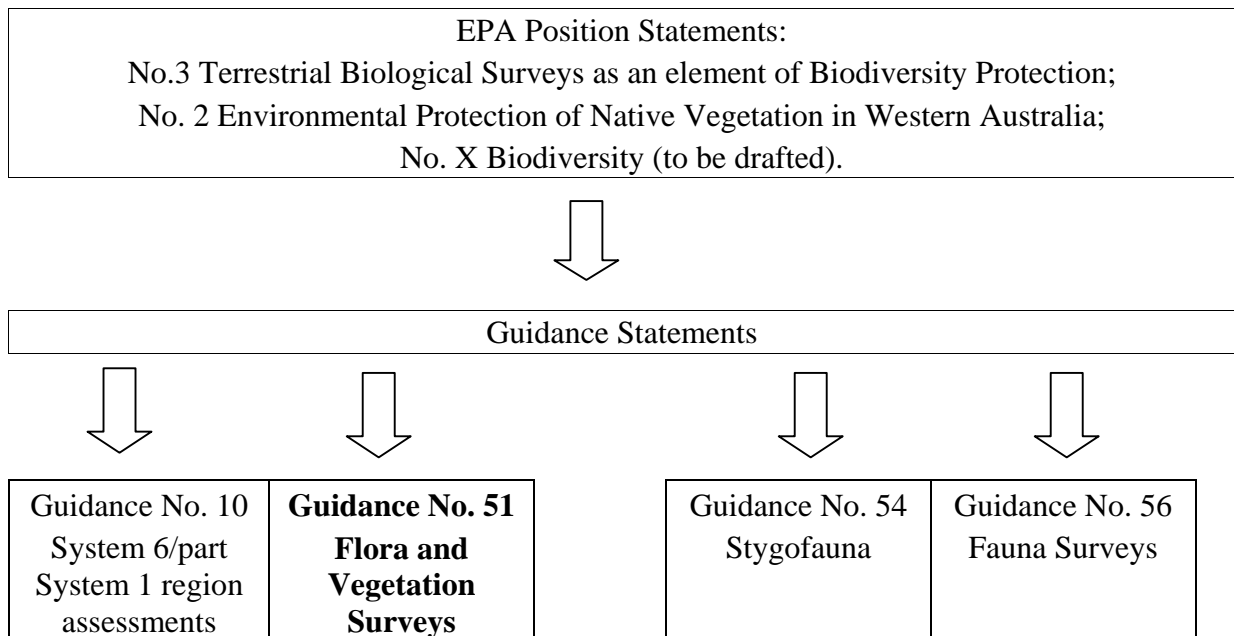 EPA Position Statements:
No.3 Terrestrial Biological Surveys as an element of Biodiversity Protection;
No. 2 Environmental Protection of Native Vegetation in Western Australia;
No. X Biodiversity (to be drafted).
Guidance Statements
Guidance No. 10
System 6/part
System 1 region
assessments
Guidance No. 51
Flora and
Vegetation
Surveys
Guidance No. 54
Stygofauna
Guidance No. 56
Fauna Surveys